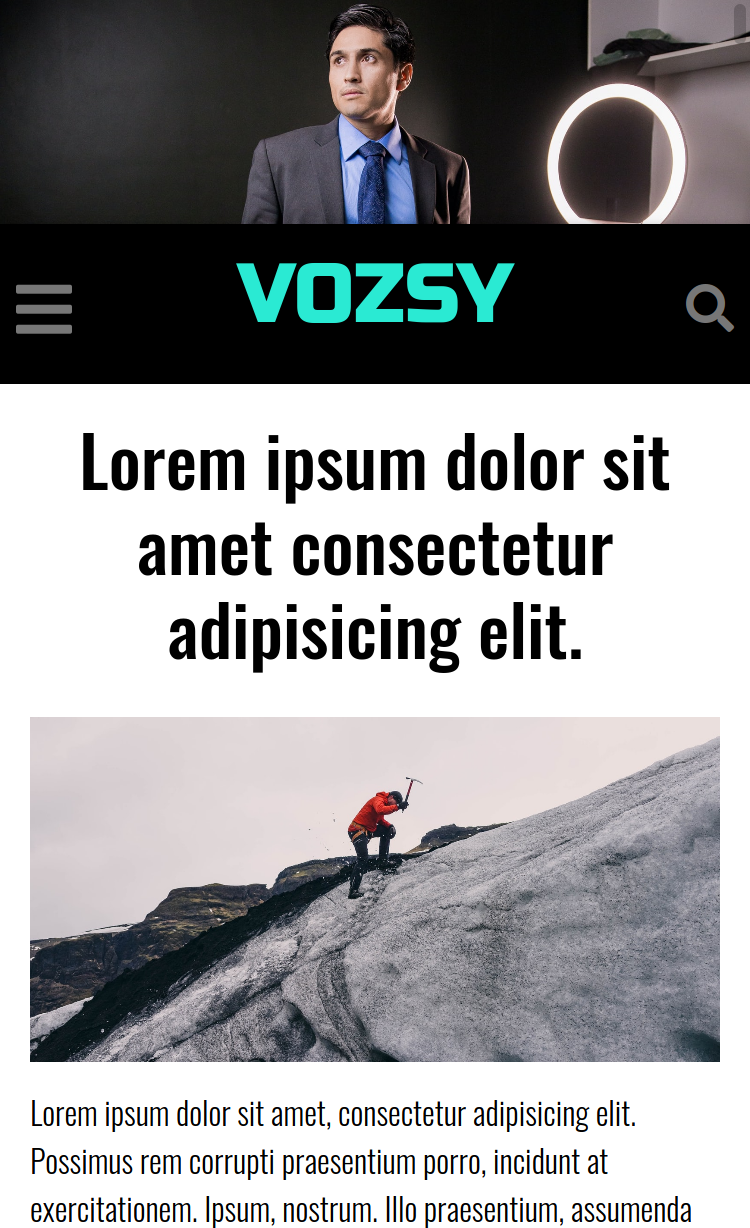 VOZSY
Lorem ipsum dolor sit
amet consectetur
adipisicing elit.
Lorem ipsum dolor sit amet, consectetur adipisicing elit.
Possimus rem corrupti praesentium porro, incidunt at
exercitationem. Ipsum, nostrum. Illo praesentium, assumenda